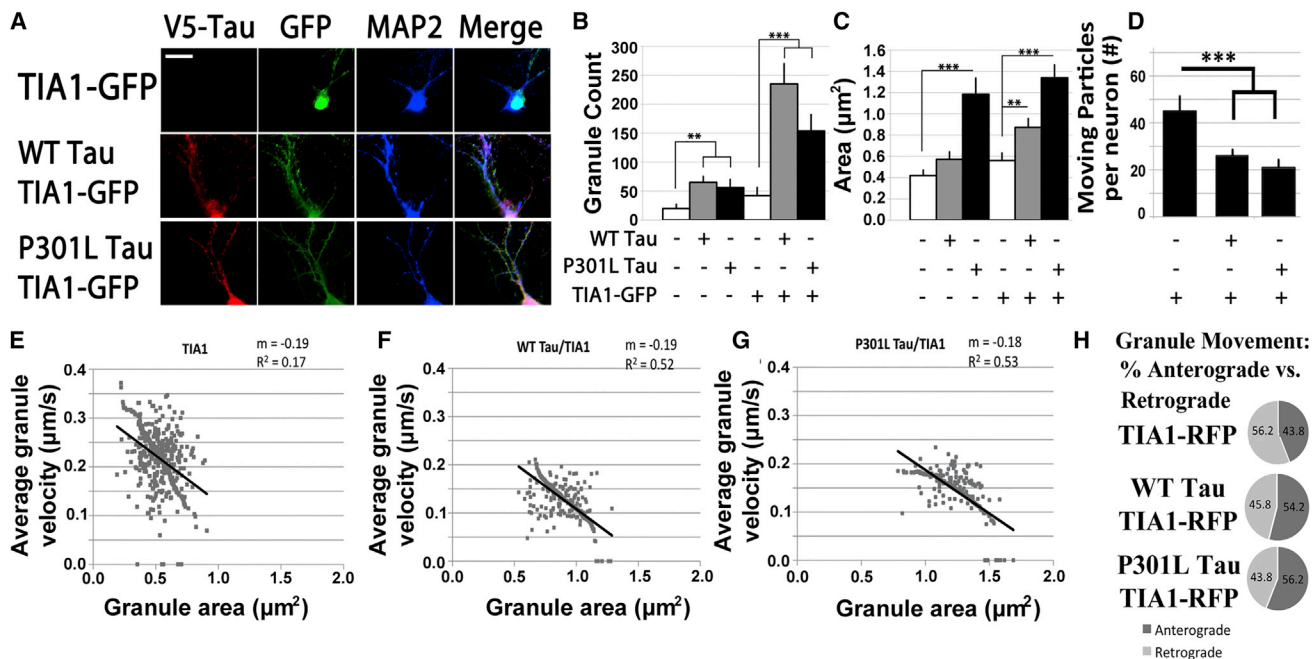 A
V5-Tau GFP MAP2 Merge
TIA1-GFP
WT Tau
TIA1-GFP
P301L Tau
TIA1-GFP
B
Granule Count
300
250
200
150
100
50
0
**
***
WT Tau - + - - + -
P301L Tau - - + - - +
TIA1-GFP - - - + + +
C
Area (µm²)
1.6
1.4
1.2
1.0
0.8
0.6
0.4
0.2
0.0
***
**
***
- + - - + -
- - + - - +
- - - + + +
D
Moving Particles
per neuron (#)
60
40
20
0
***
- + -
- - +
+ + +
E
TIA1
m = -0.19
R² = 0.17
Average granule
velocity (µm/s)
0.4
0.3
0.2
0.1
0.0
0.0 0.5 1.0 1.5 2.0
Granule area (µm²)
F
WT Tau/TIA1
m = -0.19
R² = 0.52
Average granule
velocity (µm/s)
0.4
0.3
0.2
0.1
0.0
0.0 0.5 1.0 1.5 2.0
Granule area (µm²)
G
P301L Tau/TIA1
m = -0.18
R² = 0.53
Average granule
velocity (µm/s)
0.4
0.3
0.2
0.1
0.0
0.0 0.5 1.0 1.5 2.0
Granule area (µm²)
H
Granule Movement:
% Anterograde vs.
Retrograde
TIA1-RFP
56.2 43.8
WT Tau
TIA1-RFP
45.8 54.2
P301L Tau
TIA1-RFP
43.8 56.2
Anterograde
Retrograde